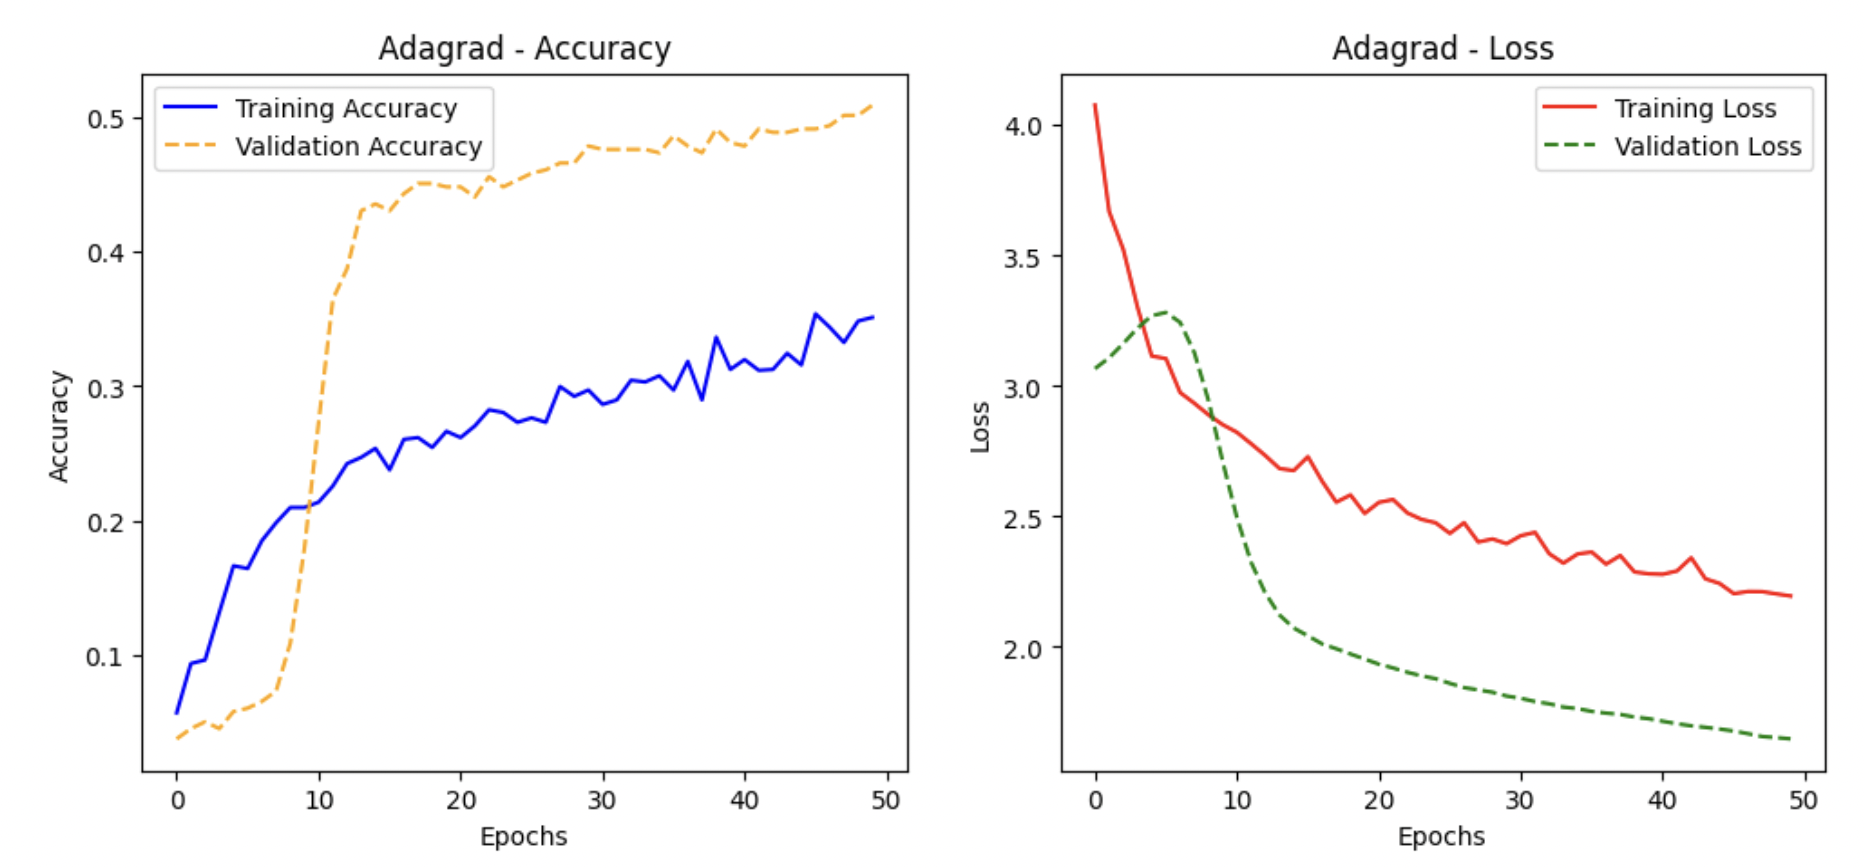 Adagrad - Accuracy
Training Accuracy
Validation Accuracy
0.5
0.4
0.3
0.2
0.1
Accuracy
0
10
20
30
40
50
Epochs
Adagrad - Loss
Training Loss
Validation Loss
4.0
3.5
3.0
2.5
2.0
Loss
0
10
20
30
40
50
Epochs